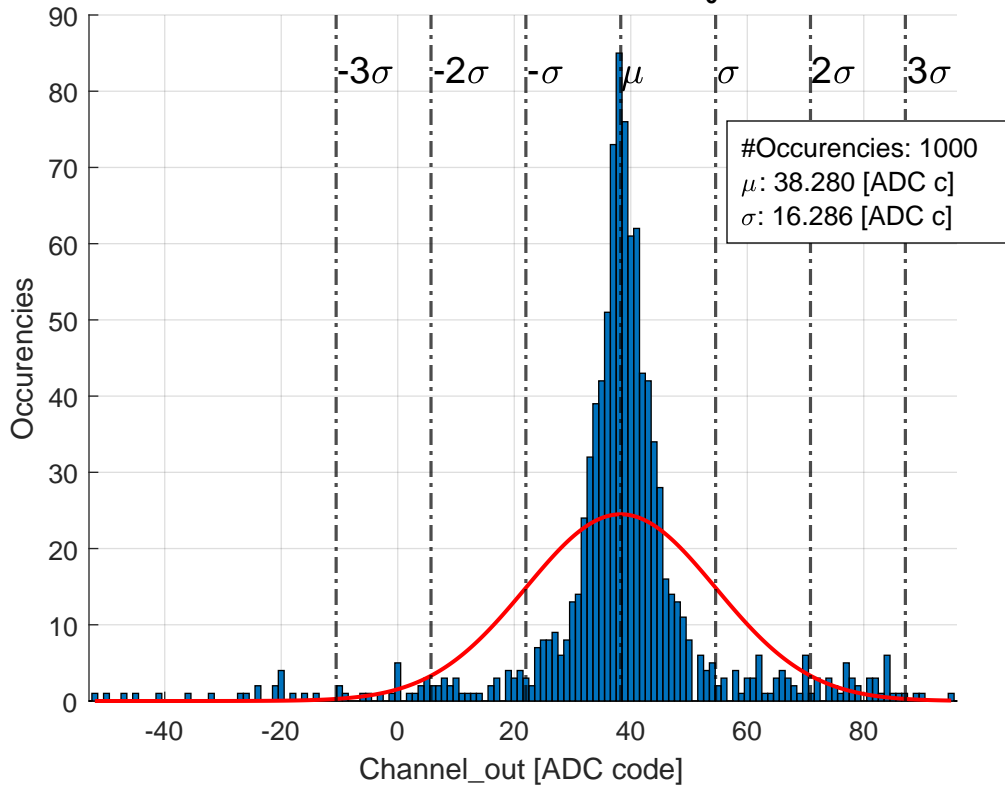 90
80
70
60
50
40
30
20
10
0
Occurencies
-3σ
-2σ
-σ
μ
σ
2σ
3σ
#Occurencies: 1000
μ: 38.280 [ADC c]
σ: 16.286 [ADC c]
-40
-20
0
20
40
60
80
Channel_out [ADC code]